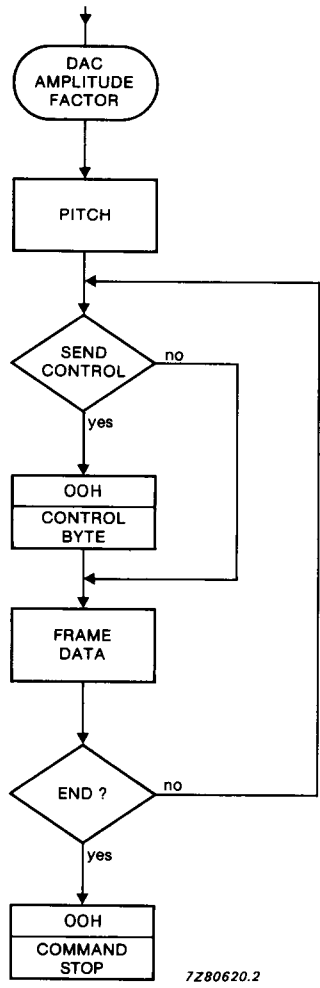 DAC
AMPLITUDE
FACTOR
PITCH
SEND
CONTROL
no
yes
OOH
CONTROL
BYTE
FRAME
DATA
END ?
no
yes
OOH
COMMAND
STOP
7Z80620.2